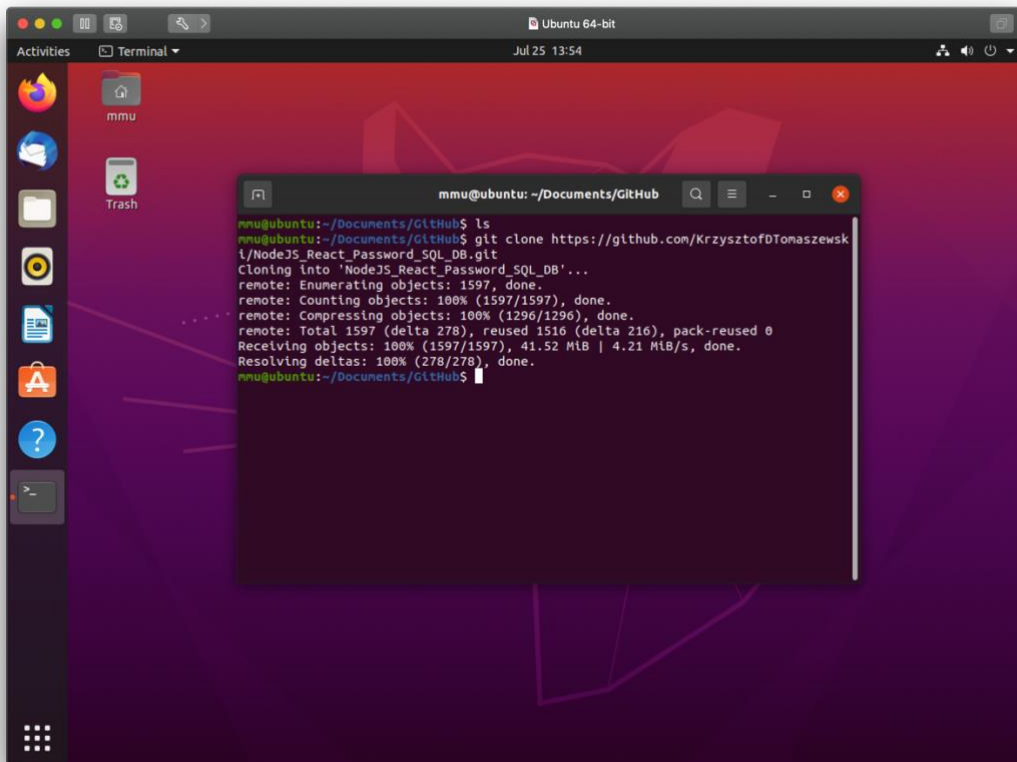 Ubuntu 64-bit
Activities
Terminal
Jul 25 13:54
mmu
Trash
mmu@ubuntu: ~/Documents/GitHub
mmu@ubuntu:~/Documents/GitHub$ ls
mmu@ubuntu:~/Documents/GitHub$ git clone https://github.com/KrzysztofDTomaszewsk
i/NodeJS_React_Password_SQL_DB.git
Cloning into 'NodeJS_React_Password_SQL_DB'...
remote: Enumerating objects: 1597, done.
remote: Counting objects: 100% (1597/1597), done.
remote: Compressing objects: 100% (1296/1296), done.
remote: Total 1597 (delta 278), reused 1516 (delta 216), pack-reused 0
Receiving objects: 100% (1597/1597), 41.52 MiB | 4.21 MiB/s, done.
Resolving deltas: 100% (278/278), done.
mmu@ubuntu:~/Documents/GitHub$